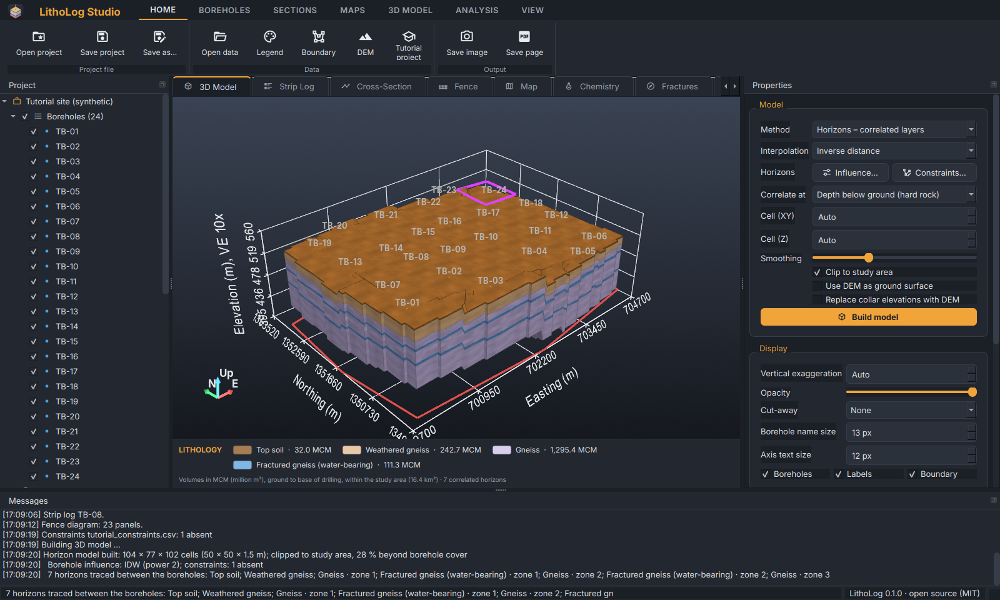 LithoLog Studio
HOME
BOREHOLES
SECTIONS
MAPS
3D MODEL
ANALYSIS
VIEW
Open project
Save project
Save as...
Project file
Open data
Legend
Boundary
DEM
Tutorial
project
Data
Save image
PDF
Save page
Output
Project
Tutorial site (synthetic)
Boreholes (24)
TB-01
TB-02
TB-03
TB-04
TB-05
TB-06
TB-07
TB-08
TB-09
TB-10
TB-11
TB-12
TB-13
TB-14
TB-15
TB-16
TB-17
TB-18
TB-19
TB-20
TB-21
TB-22
TB-23
TB-24
3D Model
Strip Log
Cross-Section
Fence
Map
Chemistry
Fractures
TB-23
TB-24
TB-22
TB-18
TB-21
TB-17
TB-12
TB-16
TB-20
TB-15
TB-11
TB-10
TB-06
TB-19
TB-14
TB-09
TB-04
TB-05
TB-08
TB-13
TB-02
TB-03
TB-07
TB-01
Elevation (m), VE 10x
560
519
478
436
1352590
1351660
1350730
Northing (m)
700950
702200
703450
704700
Easting (m)
Up
N
E
LITHOLOGY
Top soil · 32.0 MCM
Weathered gneiss · 242.7 MCM
Gneiss · 1,295.4 MCM
Fractured gneiss (water-bearing) · 111.3 MCM
Volumes in MCM (million m³), ground to base of drilling, within the study area (16.4 km²) · 7 correlated horizons
Properties
Model
Method
Horizons – correlated layers
Interpolation
Inverse distance
Horizons
Influence...
Constraints...
Correlate at
Depth below ground (hard rock)
Cell (XY)
Auto
Cell (Z)
Auto
Smoothing
Clip to study area
Use DEM as ground surface
Replace collar elevations with DEM
Build model
Display
Vertical exaggeration
Auto
Opacity
Cut-away
None
Borehole name size
13 px
Axis text size
12 px
Boreholes
Labels
Boundary
Messages
[17:09:06] Strip log TB-08.
[17:09:12] Fence diagram: 23 panels.
[17:09:19] Constraints tutorial_constraints.csv: 1 absent
[17:09:19] Building 3D model ...
[17:09:20] Horizon model built: 104 × 77 × 102 cells (50 × 50 × 1.5 m); clipped to study area, 28 % beyond borehole cover
[17:09:20] Borehole influence: IDW (power 2); constraints: 1 absent
[17:09:20] 7 horizons traced between the boreholes: Top soil; Weathered gneiss; Gneiss · zone 1; Fractured gneiss (water-bearing) · zone 1; Gneiss · zone 2; Fractured gneiss (water-bearing) · zone 2; Gneiss · zone 3
7 horizons traced between the boreholes: Top soil; Weathered gneiss; Gneiss · zone 1; Fractured gneiss (water-bearing) · zone 1; Gneiss · zone 2; Fractured gn
LithoLog 0.1.0 · open source (MIT)